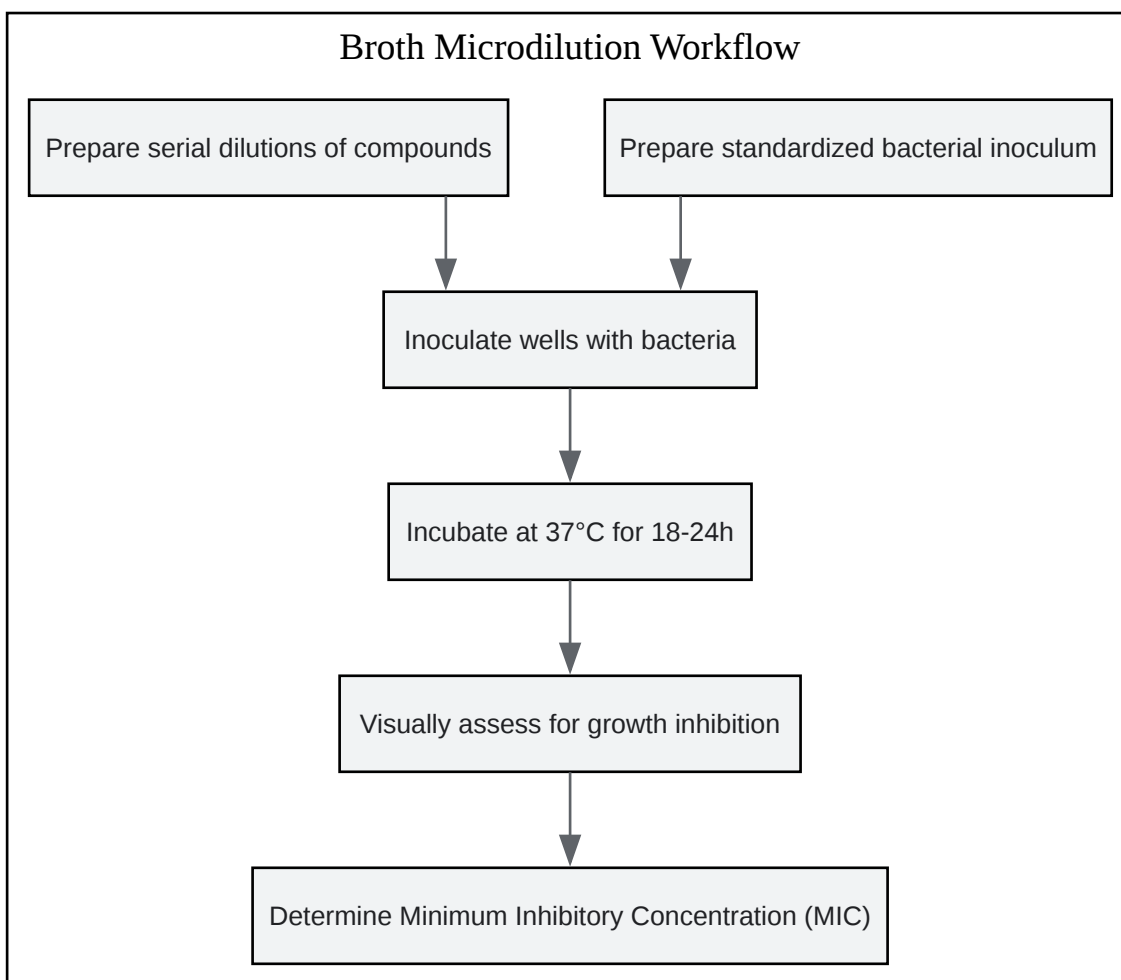 Broth Microdilution Workflow
Prepare serial dilutions of compounds
Prepare standardized bacterial inoculum
Inoculate wells with bacteria
Incubate at 37°C for 18-24h
Visually assess for growth inhibition
Determine Minimum Inhibitory Concentration (MIC)